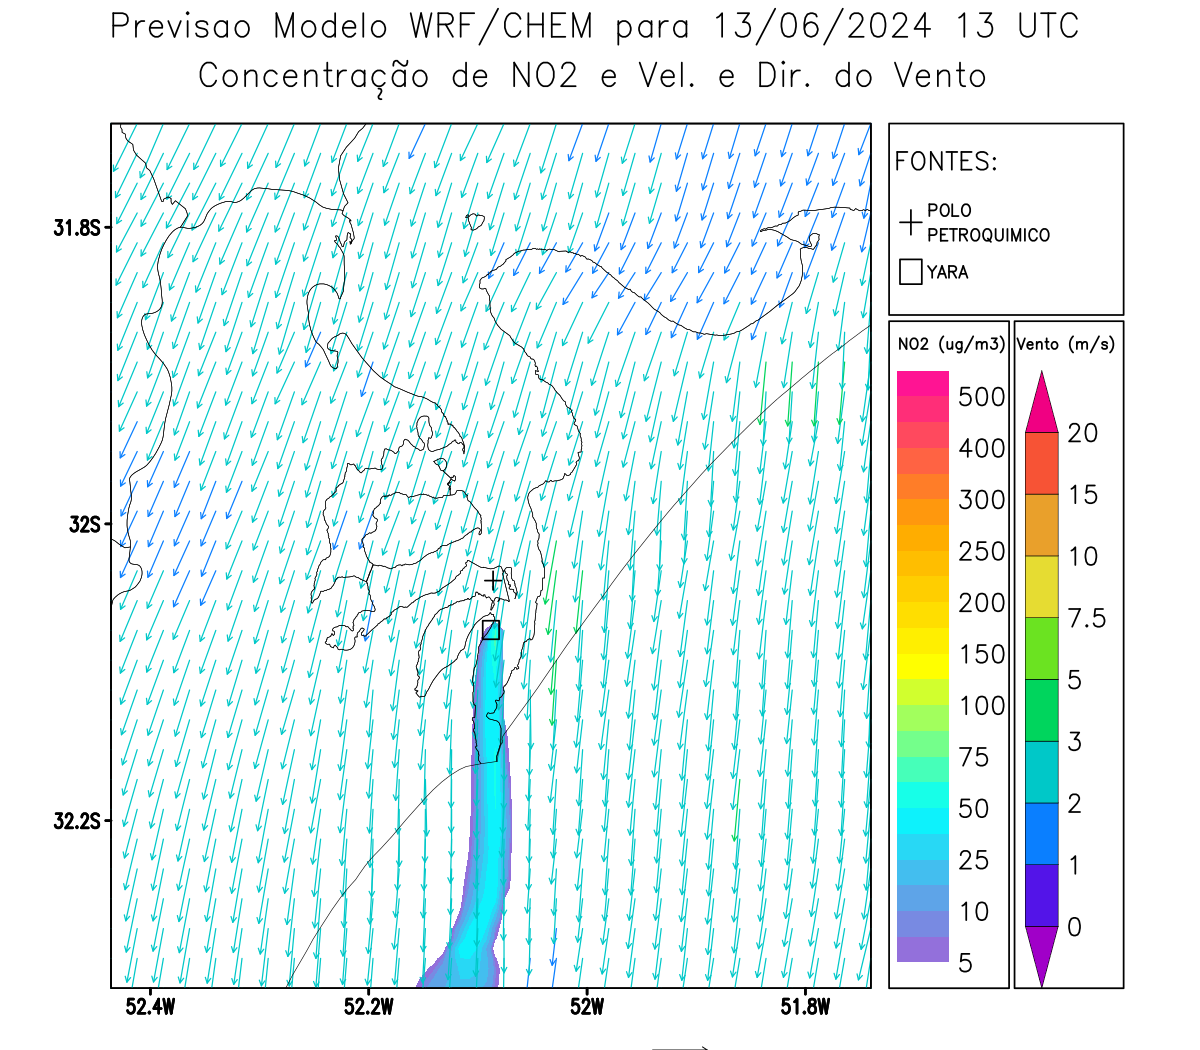 Previsao Modelo WRF/CHEM para 13/06/2024 13 UTC
Concentração de NO2 e Vel. e Dir. do Vento
FONTES:
POLO
PETROQUIMICO
YARA
31.8S
32S
32.2S
52.4W
52.2W
52W
51.8W
NO2 (ug/m3)
500
400
300
250
200
150
100
75
50
25
10
5
Vento (m/s)
20
15
10
7.5
5
3
2
1
0